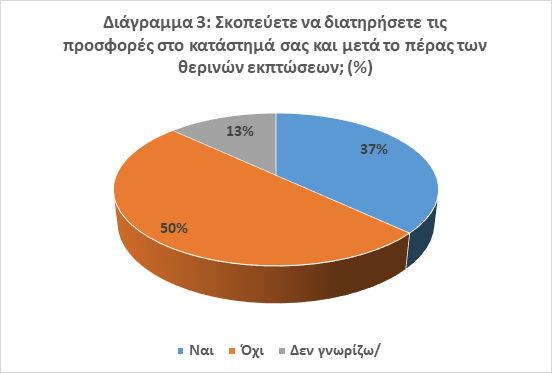 Διάγραμμα 3: Σκοπεύετε να διατηρήσετε τις
προσφορές στο κατάστημά σας και μετά το πέρας των
θερινών εκπτώσεων; (%)
13%
37%
50%
Ναι Όχι Δεν γνωρίζω/